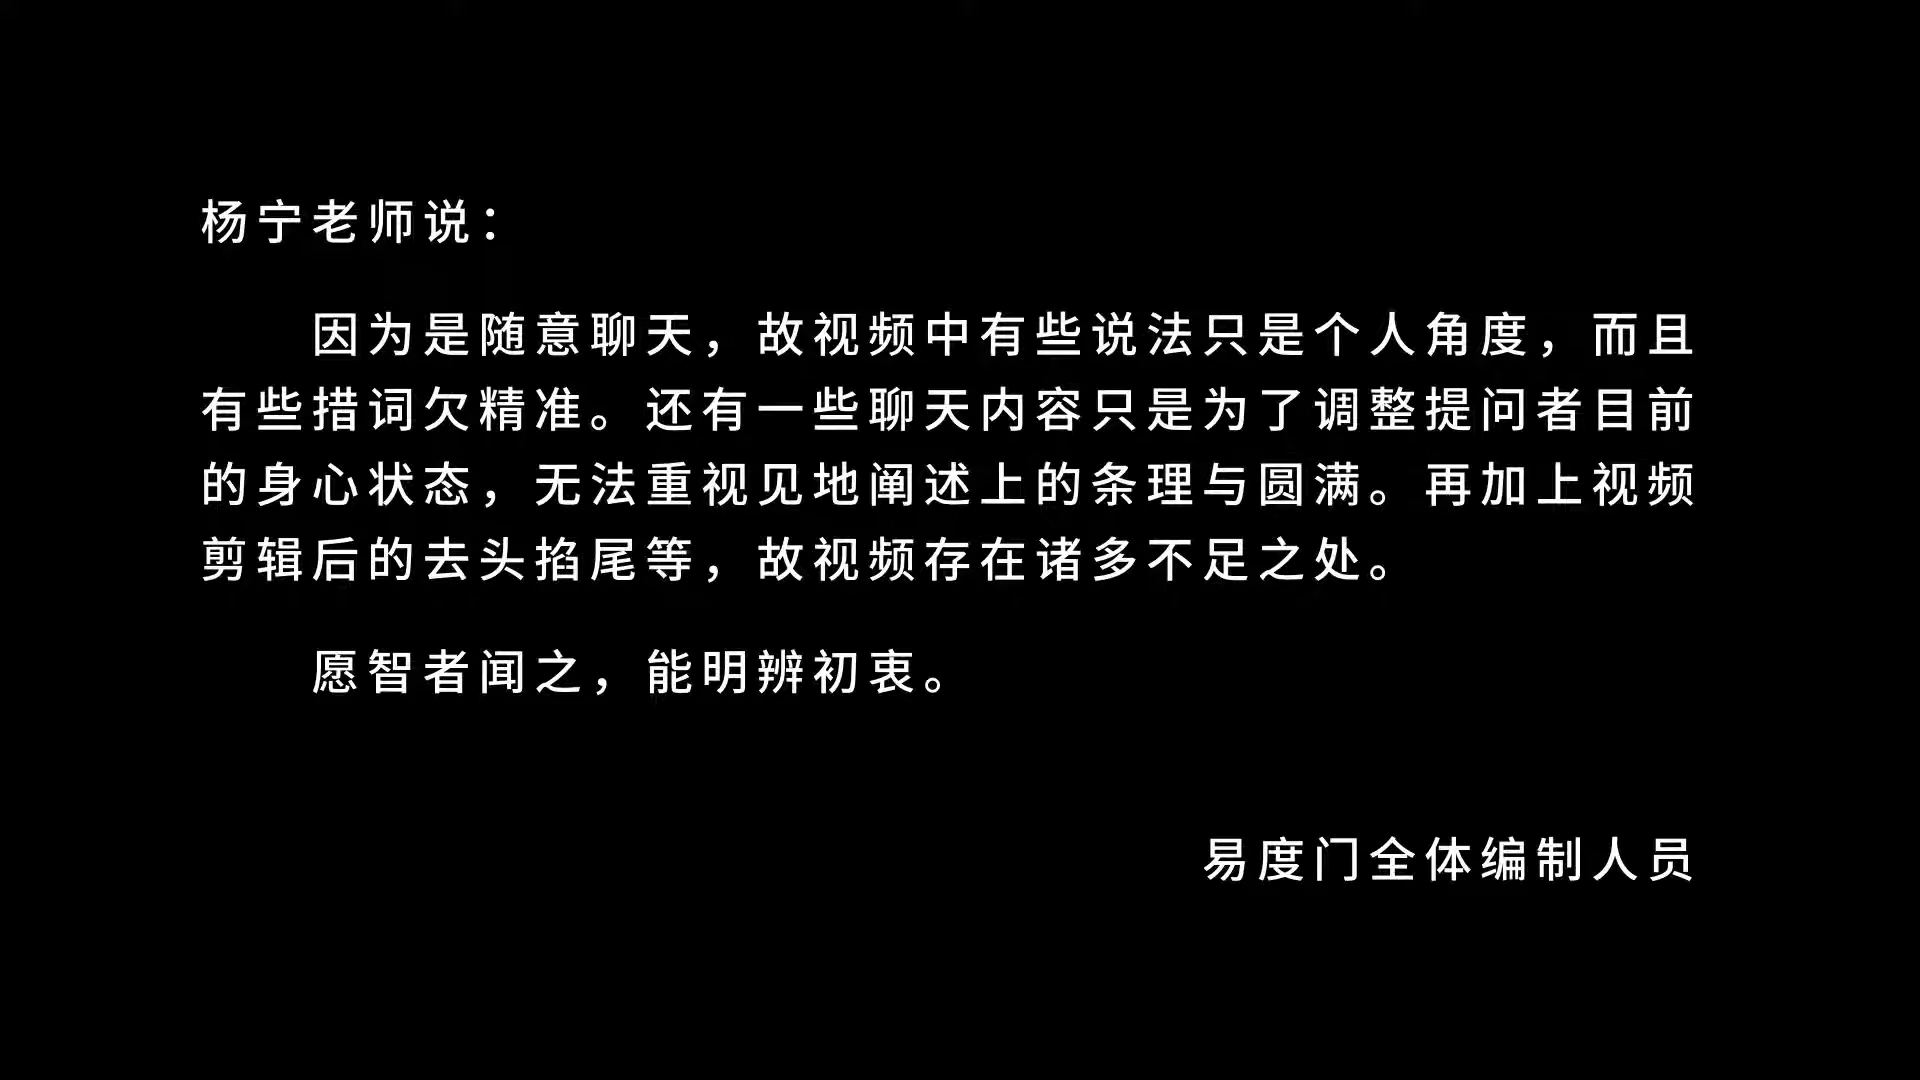 杨宁老师说：
因为是随意聊天，故视频中有些说法只是个人角度，而且
有些措词欠精准。还有一些聊天内容只是为了调整提问者目前
的身心状态，无法重视见地阐述上的条理与圆满。再加上视频
剪辑后的去头掐尾等，故视频存在诸多不足之处。
愿智者闻之，能明辨初衷。
易度门全体编制人员